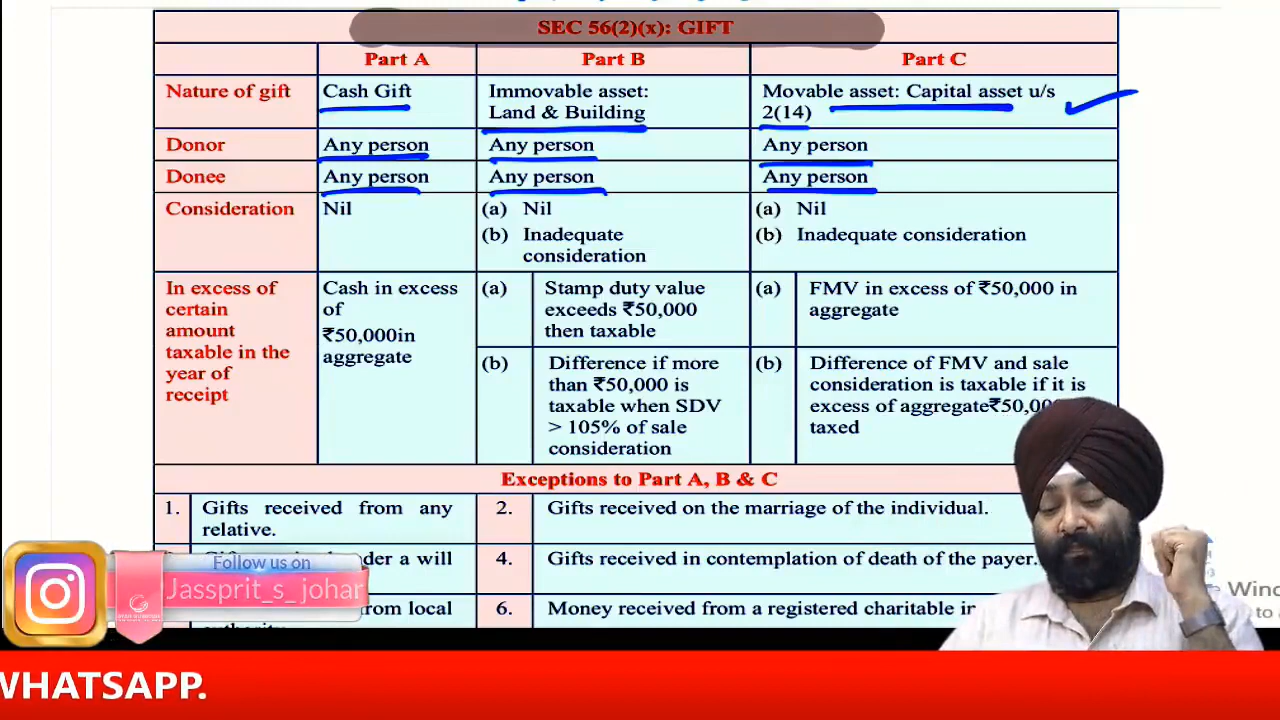 SEC 56(2)(x): GIFT
Part A Part B Part C
Nature of gift
Cash Gift
Immovable asset:
Land & Building
Movable asset: Capital asset u/s
2(14)
Donor Any person Any person Any person
Donee Any person Any person Any person
Consideration
Nil
(a) Nil
(b) Inadequate
consideration
(a) Nil
(b) Inadequate consideration
In excess of
certain
amount
taxable in the
year of
receipt
Cash in excess
of
₹50,000in
aggregate
(a) Stamp duty value
exceeds ₹50,000
then taxable
(b) Difference if more
than ₹50,000 is
taxable when SDV
> 105% of sale
consideration
(a) FMV in excess of ₹50,000 in
aggregate
(b) Difference of FMV and sale
consideration is taxable if it is
excess of aggregate
taxed
Exceptions to Part A, B & C
1. Gifts received from any
relative.
2. Gifts received on the marriage of the individual.
a will
4. Gifts received in contemplation of death of the payer.
from local
6. Money received from a registered charitable
Follow us on
Jassprit_s_johar
WHATSAPP.